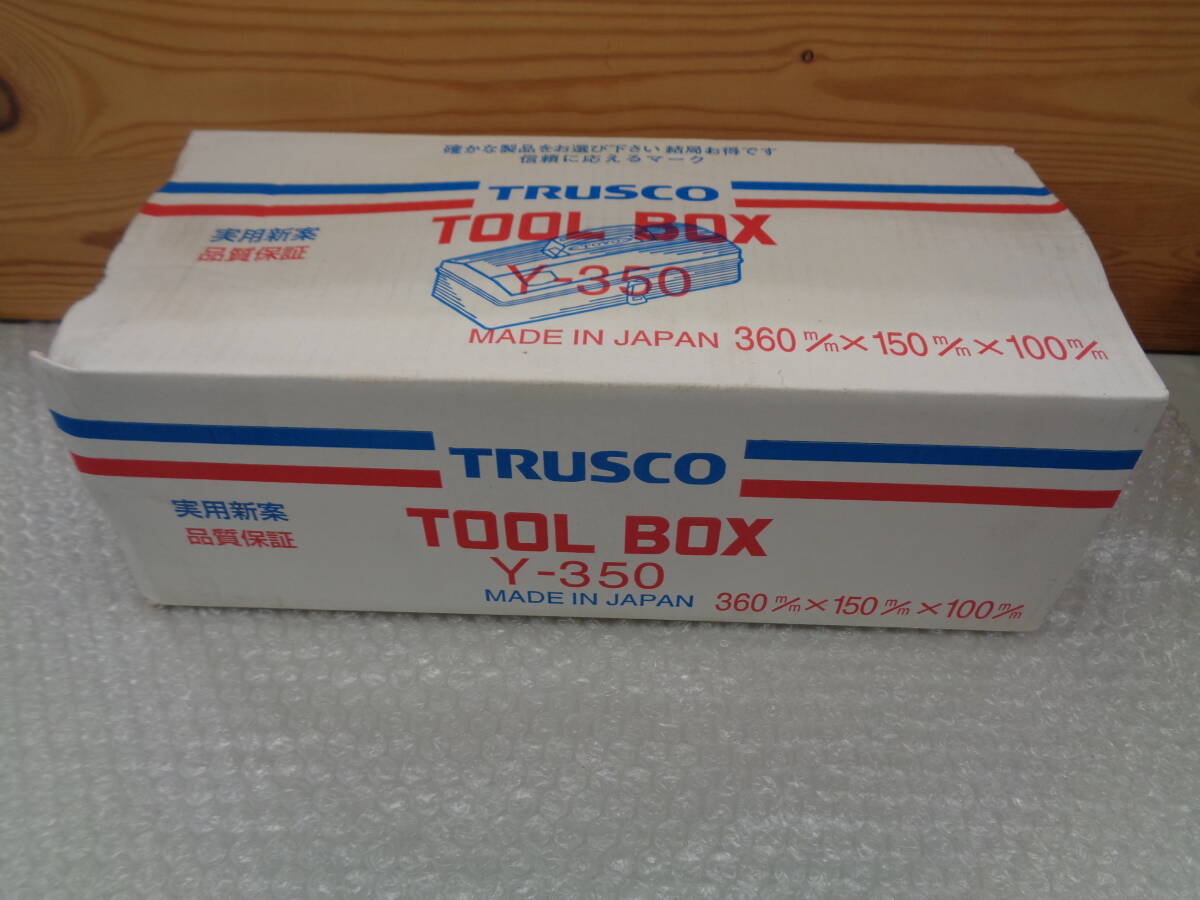 確かな製品をお選び下さい 結局お得です
信頼に応えるマーク
TRUSCO
TOOL BOX
実用新案
品質保証
Y-350
MADE IN JAPAN 360m/m×150m/m×100m/m
TRUSCO
実用新案
品質保証
TOOL BOX
Y-350
MADE IN JAPAN 360m/m×150m/m×100m/m